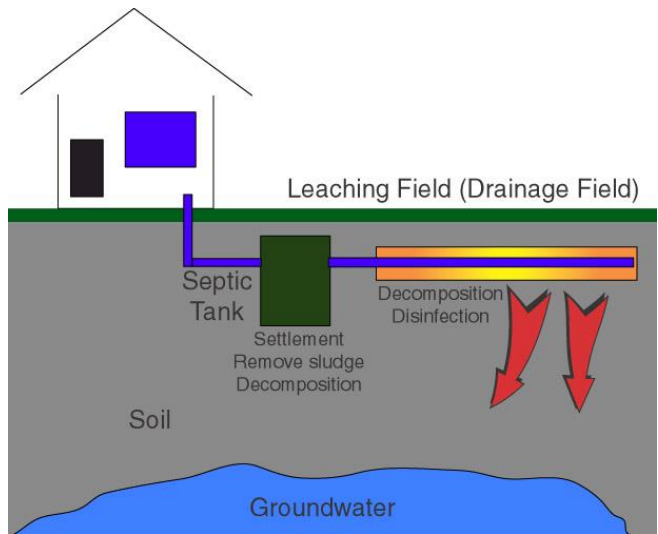 Leaching Field (Drainage Field)
Septic
Tank
Decomposition
Disinfection
Settlement
Remove sludge
Decomposition
Soil
Groundwater